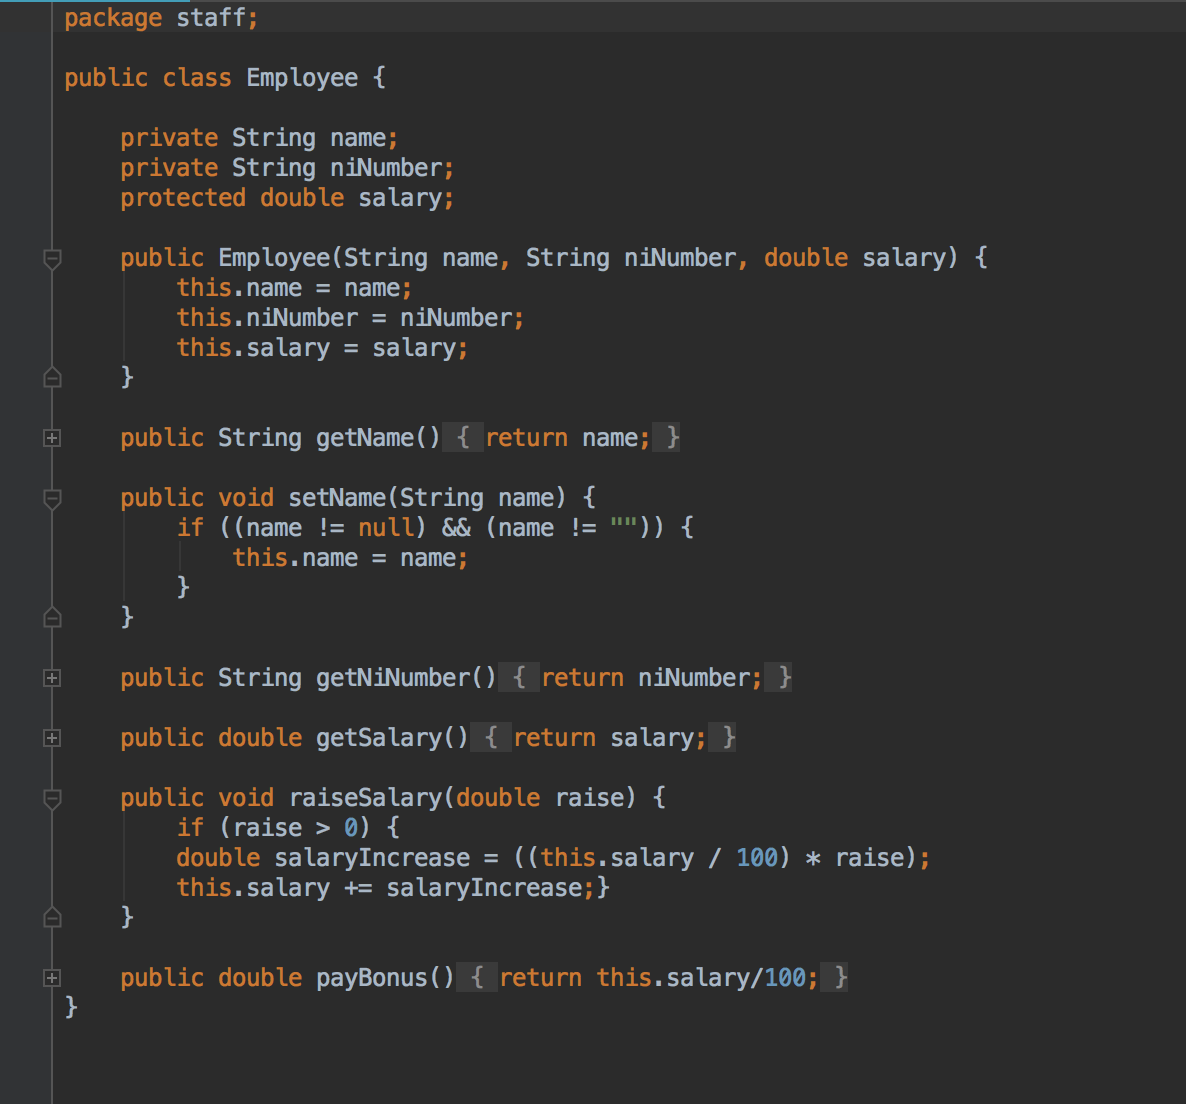 package staff;
public class Employee {
private String name;
private String niNumber;
protected double salary;
public Employee(String name, String niNumber, double salary) {
this.name = name;
this.niNumber = niNumber;
this.salary = salary;
}
public String getName() { return name; }
public void setName(String name) {
if ((name != null) && (name != "")) {
this.name = name;
}
}
public String getNiNumber() { return niNumber; }
public double getSalary() { return salary; }
public void raiseSalary(double raise) {
if (raise > 0) {
double salaryIncrease = ((this.salary / 100) * raise);
this.salary += salaryIncrease;}
}
public double payBonus() { return this.salary/100; }
}